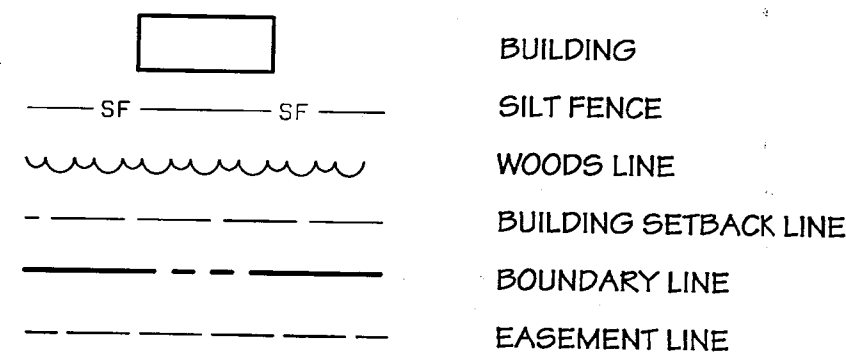 BUILDING
SF SF SILT FENCE
WOODS LINE
BUILDING SETBACK LINE
BOUNDARY LINE
EASEMENT LINE